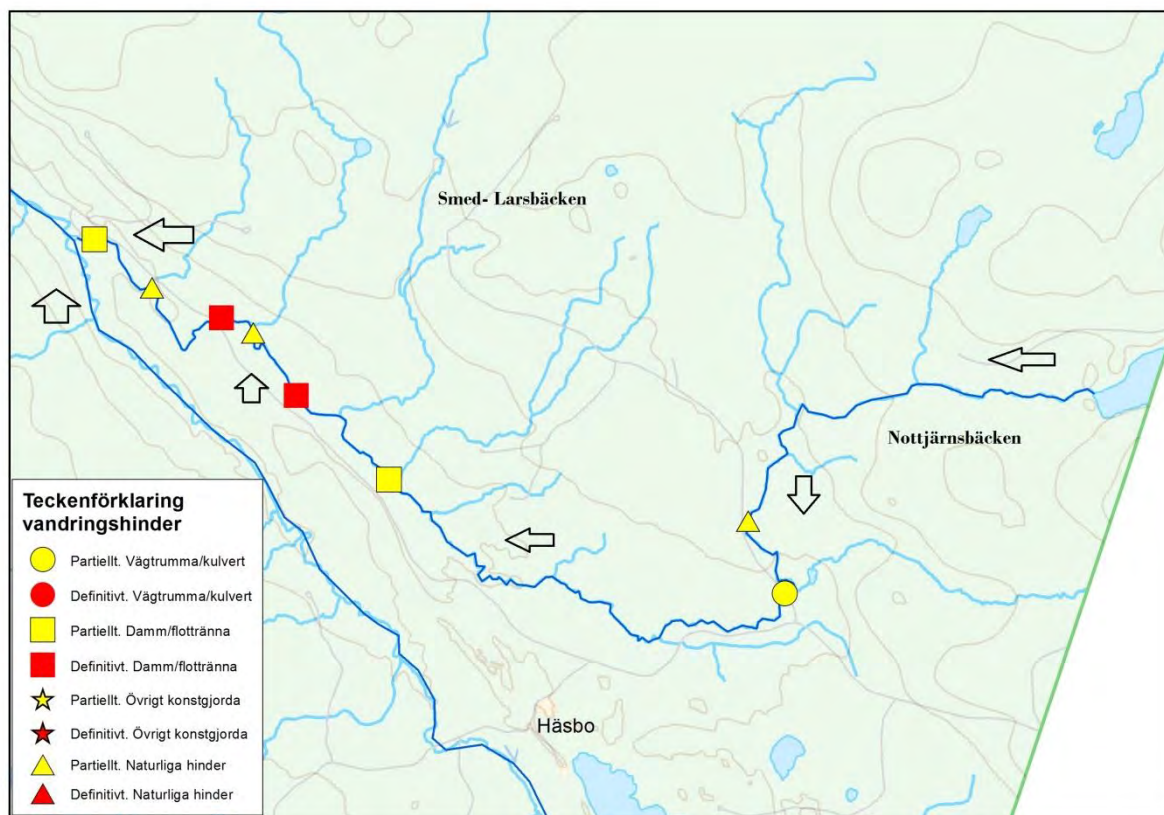 Smed- Larsbäcken
Nottjärnsbäcken
Häsbo
Teckenförklaring
vandringshinder
Partiellt. Vägtrumma/kulvert
Definitivt. Vägtrumma/kulvert
Partiellt. Damm/flottränna
Definitivt. Damm/flottränna
Partiellt. Övrigt konstgjorda
Definitivt. Övrigt konstgjorda
Partiellt. Naturliga hinder
Definitivt. Naturliga hinder